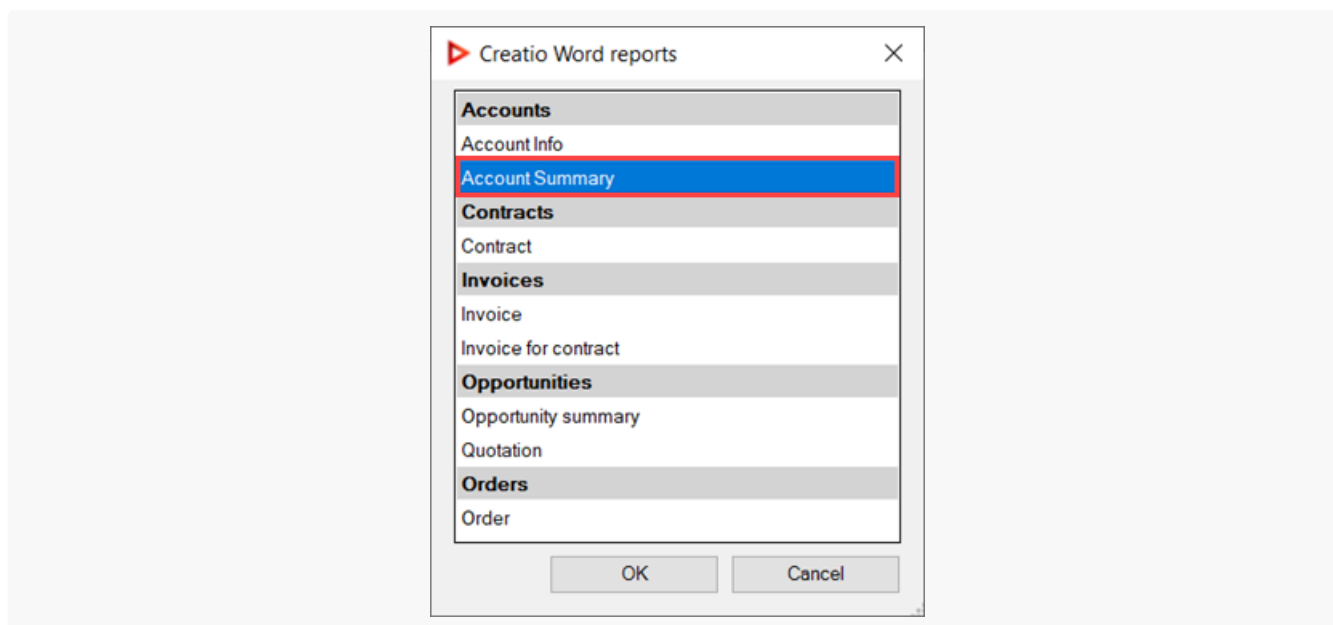 Creatio Word reports
Accounts
Account Info
Account Summary
Contracts
Contract
Invoices
Invoice
Invoice for contract
Opportunities
Opportunity summary
Quotation
Orders
Order
OK Cancel